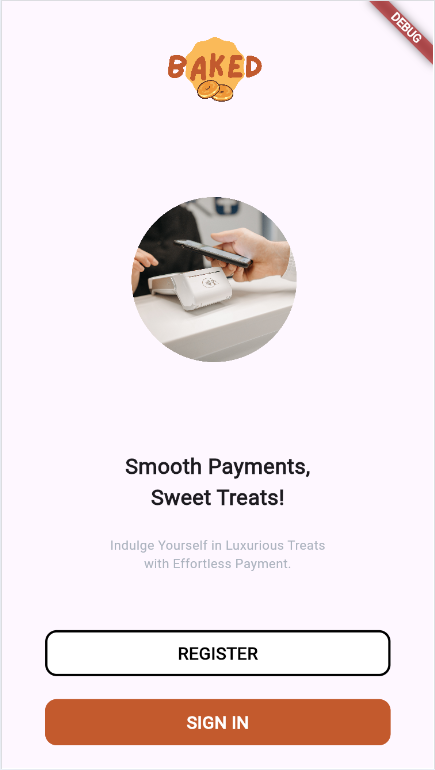 DEBUG
BAKED
Smooth Payments,
Sweet Treats!
Indulge Yourself in Luxurious Treats
with Effortless Payment.
REGISTER
SIGN IN